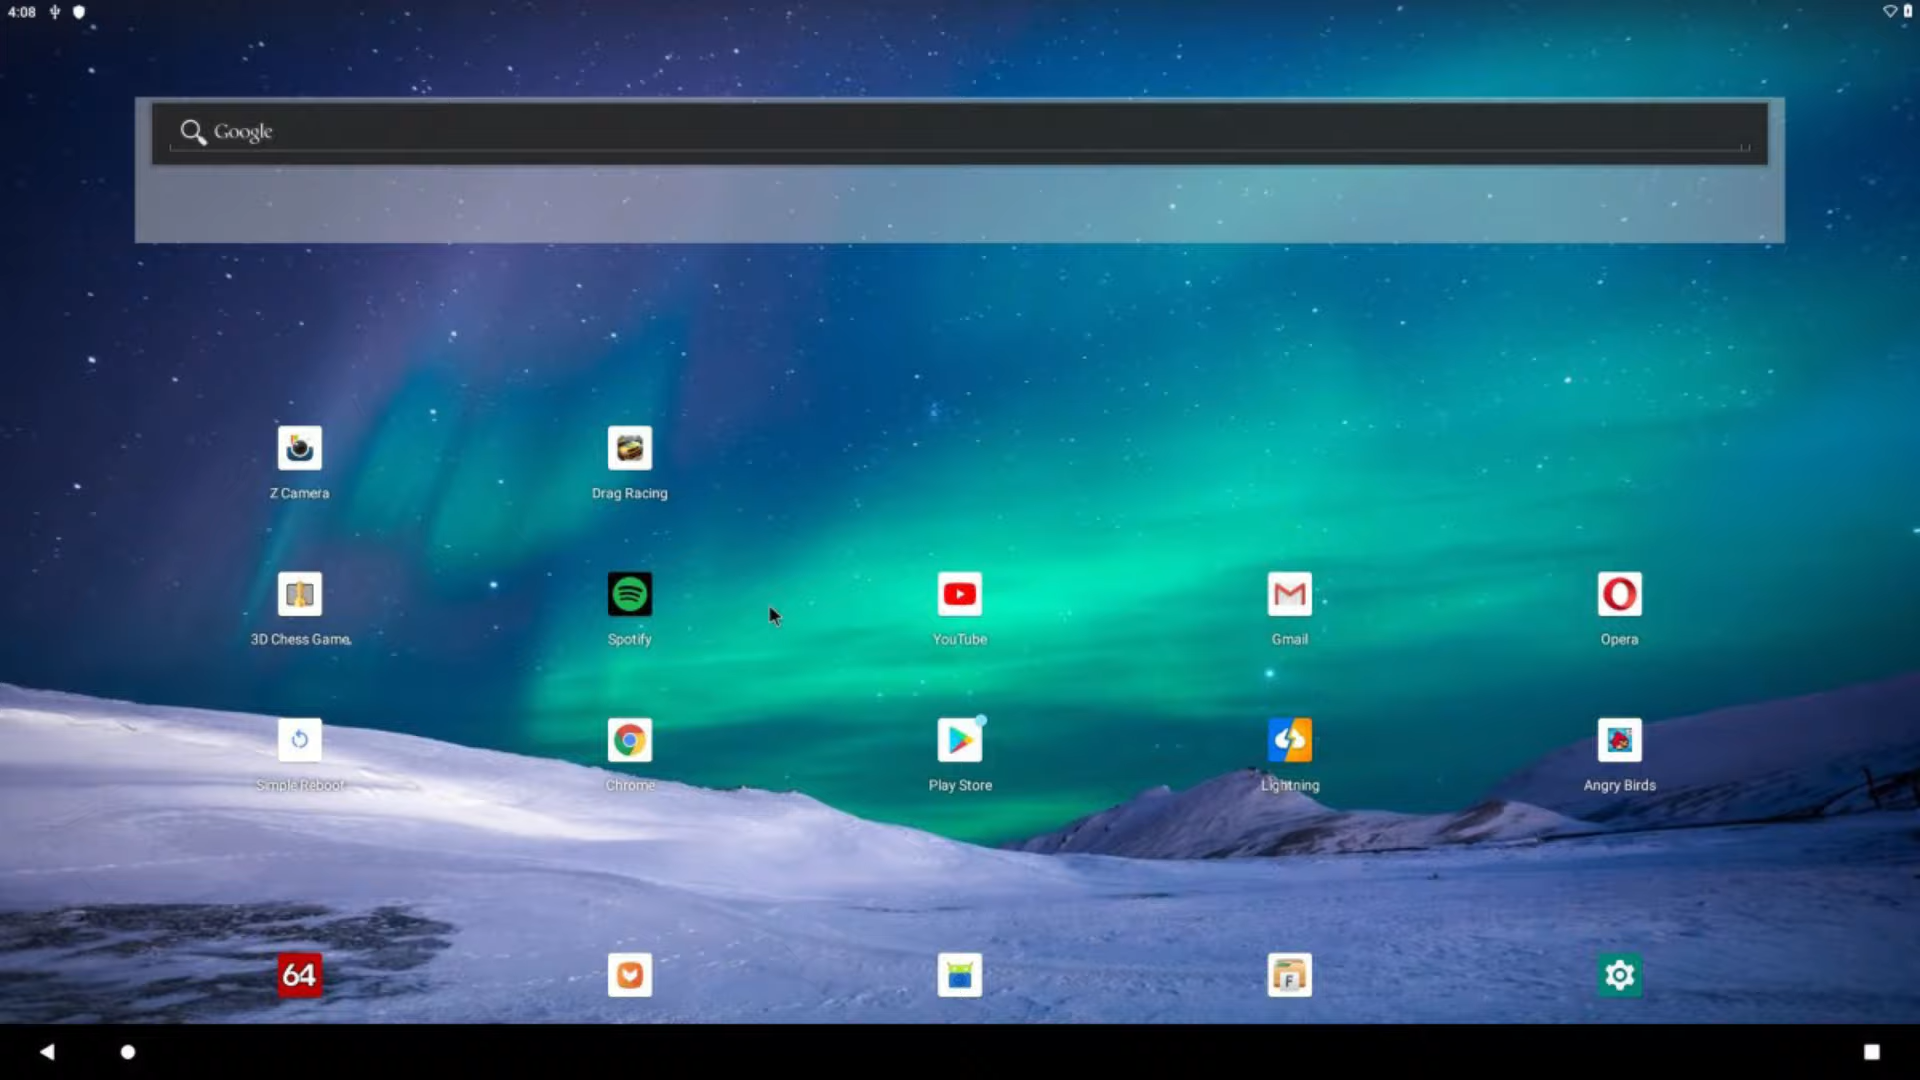 4:08
Google
Z Camera
Drag Racing
3D Chess Game.
Spotify
YouTube
Gmail
Opera
Simple Reboot
Chrome
Play Store
Lightning
Angry Birds
64
F